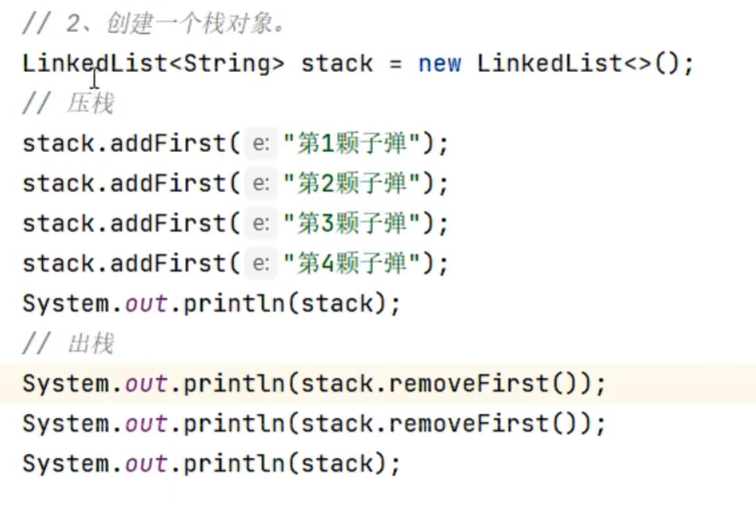 // 2、创建一个栈对象。
LinkedList<String> stack = new LinkedList<>();
// 压栈
stack.addFirst( e: "第1颗子弹");
stack.addFirst( e: "第2颗子弹");
stack.addFirst( e: "第3颗子弹");
stack.addFirst( e: "第4颗子弹");
System.out.println(stack);
// 出栈
System.out.println(stack.removeFirst());
System.out.println(stack.removeFirst());
System.out.println(stack);